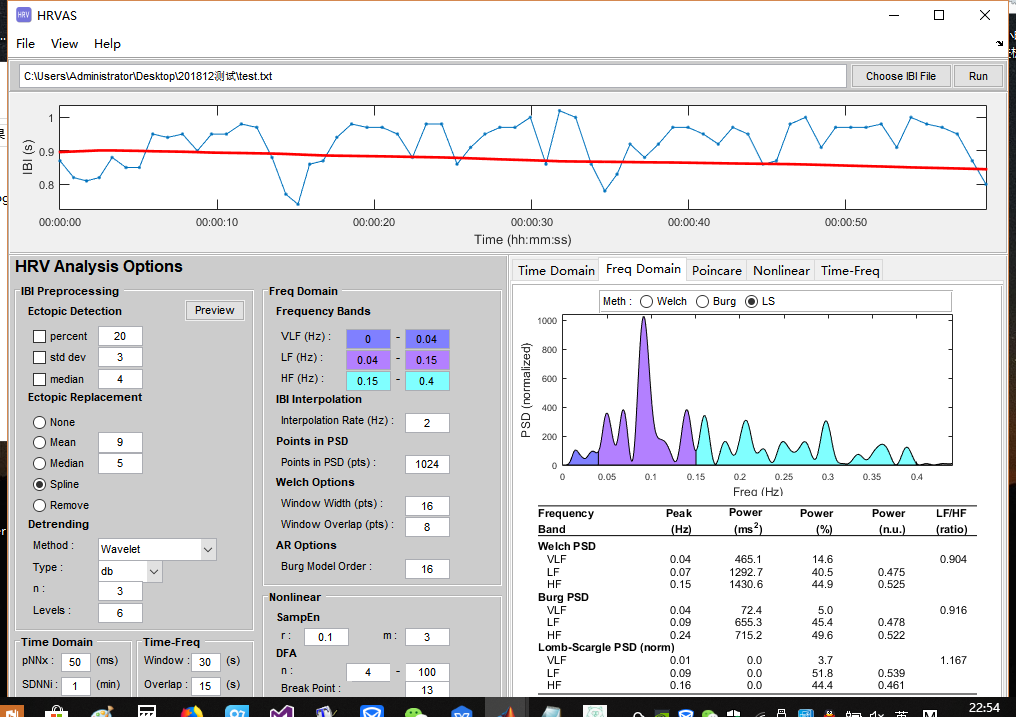 HRV HRVAS
File View Help
C:\Users\Administrator\Desktop\201812测试\test.txt Choose IBI File Run
1
0.9
0.8
IBI (s)
00:00:00 00:00:10 00:00:20 00:00:30 00:00:40 00:00:50
Time (hh:mm:ss)
HRV Analysis Options
IBI Preprocessing
Ectopic Detection Preview
percent 20
std dev 3
median 4
Ectopic Replacement
None
Mean 9
Median 5
Spline
Remove
Detrending
Method : Wavelet
Type : db
n : 3
Levels : 6
Time Domain
pNNx : 50 (ms)
SDNNi : 1 (min)
Time-Freq
Window : 30 (s)
Overlap : 15 (s)
Freq Domain
Frequency Bands
VLF (Hz) : 0 - 0.04
LF (Hz) : 0.04 - 0.15
HF (Hz) : 0.15 - 0.4
IBI Interpolation
Interpolation Rate (Hz) : 2
Points in PSD
Points in PSD (pts) : 1024
Welch Options
Window Width (pts) : 16
Window Overlap (pts) : 8
AR Options
Burg Model Order : 16
Nonlinear
SampEn
r : 0.1 m : 3
DFA
n : 4 - 100
Break Point : 13
Time Domain Freq Domain Poincare Nonlinear Time-Freq
Meth : Welch Burg LS
1000
800
600
400
200
0
PSD (normalized)
0 0.05 0.1 0.15 0.2 0.25 0.3 0.35 0.4
Freq (Hz)
Frequency Peak Power Power Power LF/HF
Band (Hz) (ms²) (%) (n.u.) (ratio)
Welch PSD
VLF 0.04 465.1 14.6 0.904
LF 0.07 1292.7 40.5 0.475
HF 0.15 1430.6 44.9 0.525
Burg PSD
VLF 0.04 72.4 5.0 0.916
LF 0.09 655.3 45.4 0.478
HF 0.24 715.2 49.6 0.522
Lomb-Scargle PSD (norm)
VLF 0.01 0.0 3.7 1.167
LF 0.09 0.0 51.8 0.539
HF 0.16 0.0 44.4 0.461
英 22:54